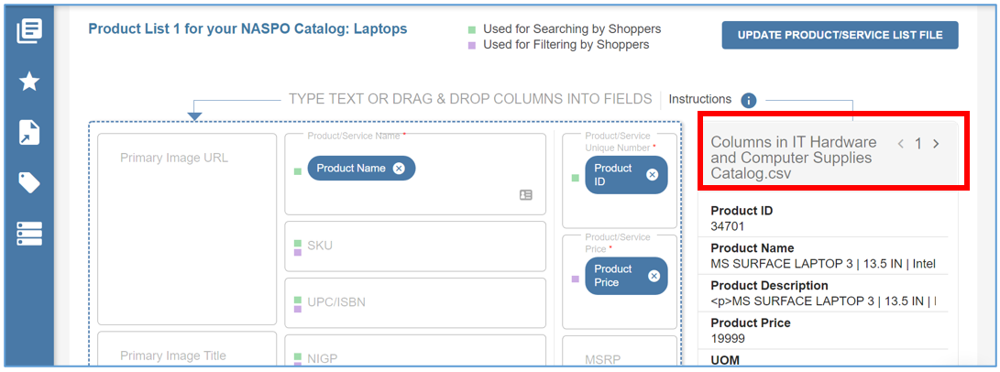 Product List 1 for your NASPO Catalog: Laptops
Used for Searching by Shoppers
Used for Filtering by Shoppers
UPDATE PRODUCT/SERVICE LIST FILE
TYPE TEXT OR DRAG & DROP COLUMNS INTO FIELDS
Instructions
Primary Image URL
Primary Image Title
Product/Service Name *
Product Name
SKU
UPC/ISBN
NIGP
Product/Service
Unique Number *
Product
ID
Product/Service
Price *
Product
Price
MSRP
Columns in IT Hardware
and Computer Supplies
Catalog.csv
1
Product ID
34701
Product Name
MS SURFACE LAPTOP 3 | 13.5 IN | Intel
Product Description
<p>MS SURFACE LAPTOP 3 | 13.5 IN | I
Product Price
19999
UOM